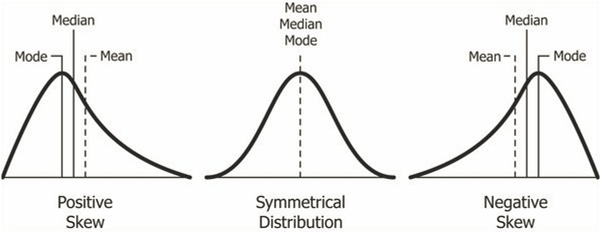 Median
Mode
Mean
Positive
Skew
Mean
Median
Mode
Symmetrical
Distribution
Median
Mean
Mode
Negative
Skew